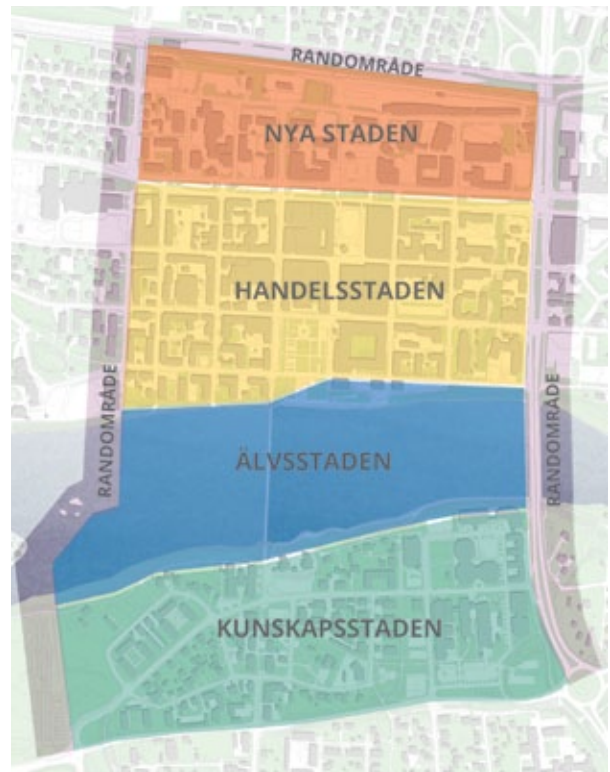 RANDOMRÅDE
NYA STADEN
HANDELSSTADEN
RANDOMRÅDE
RANDOMRÅDE
ÄLVSSTADEN
KUNSKAPSSTADEN